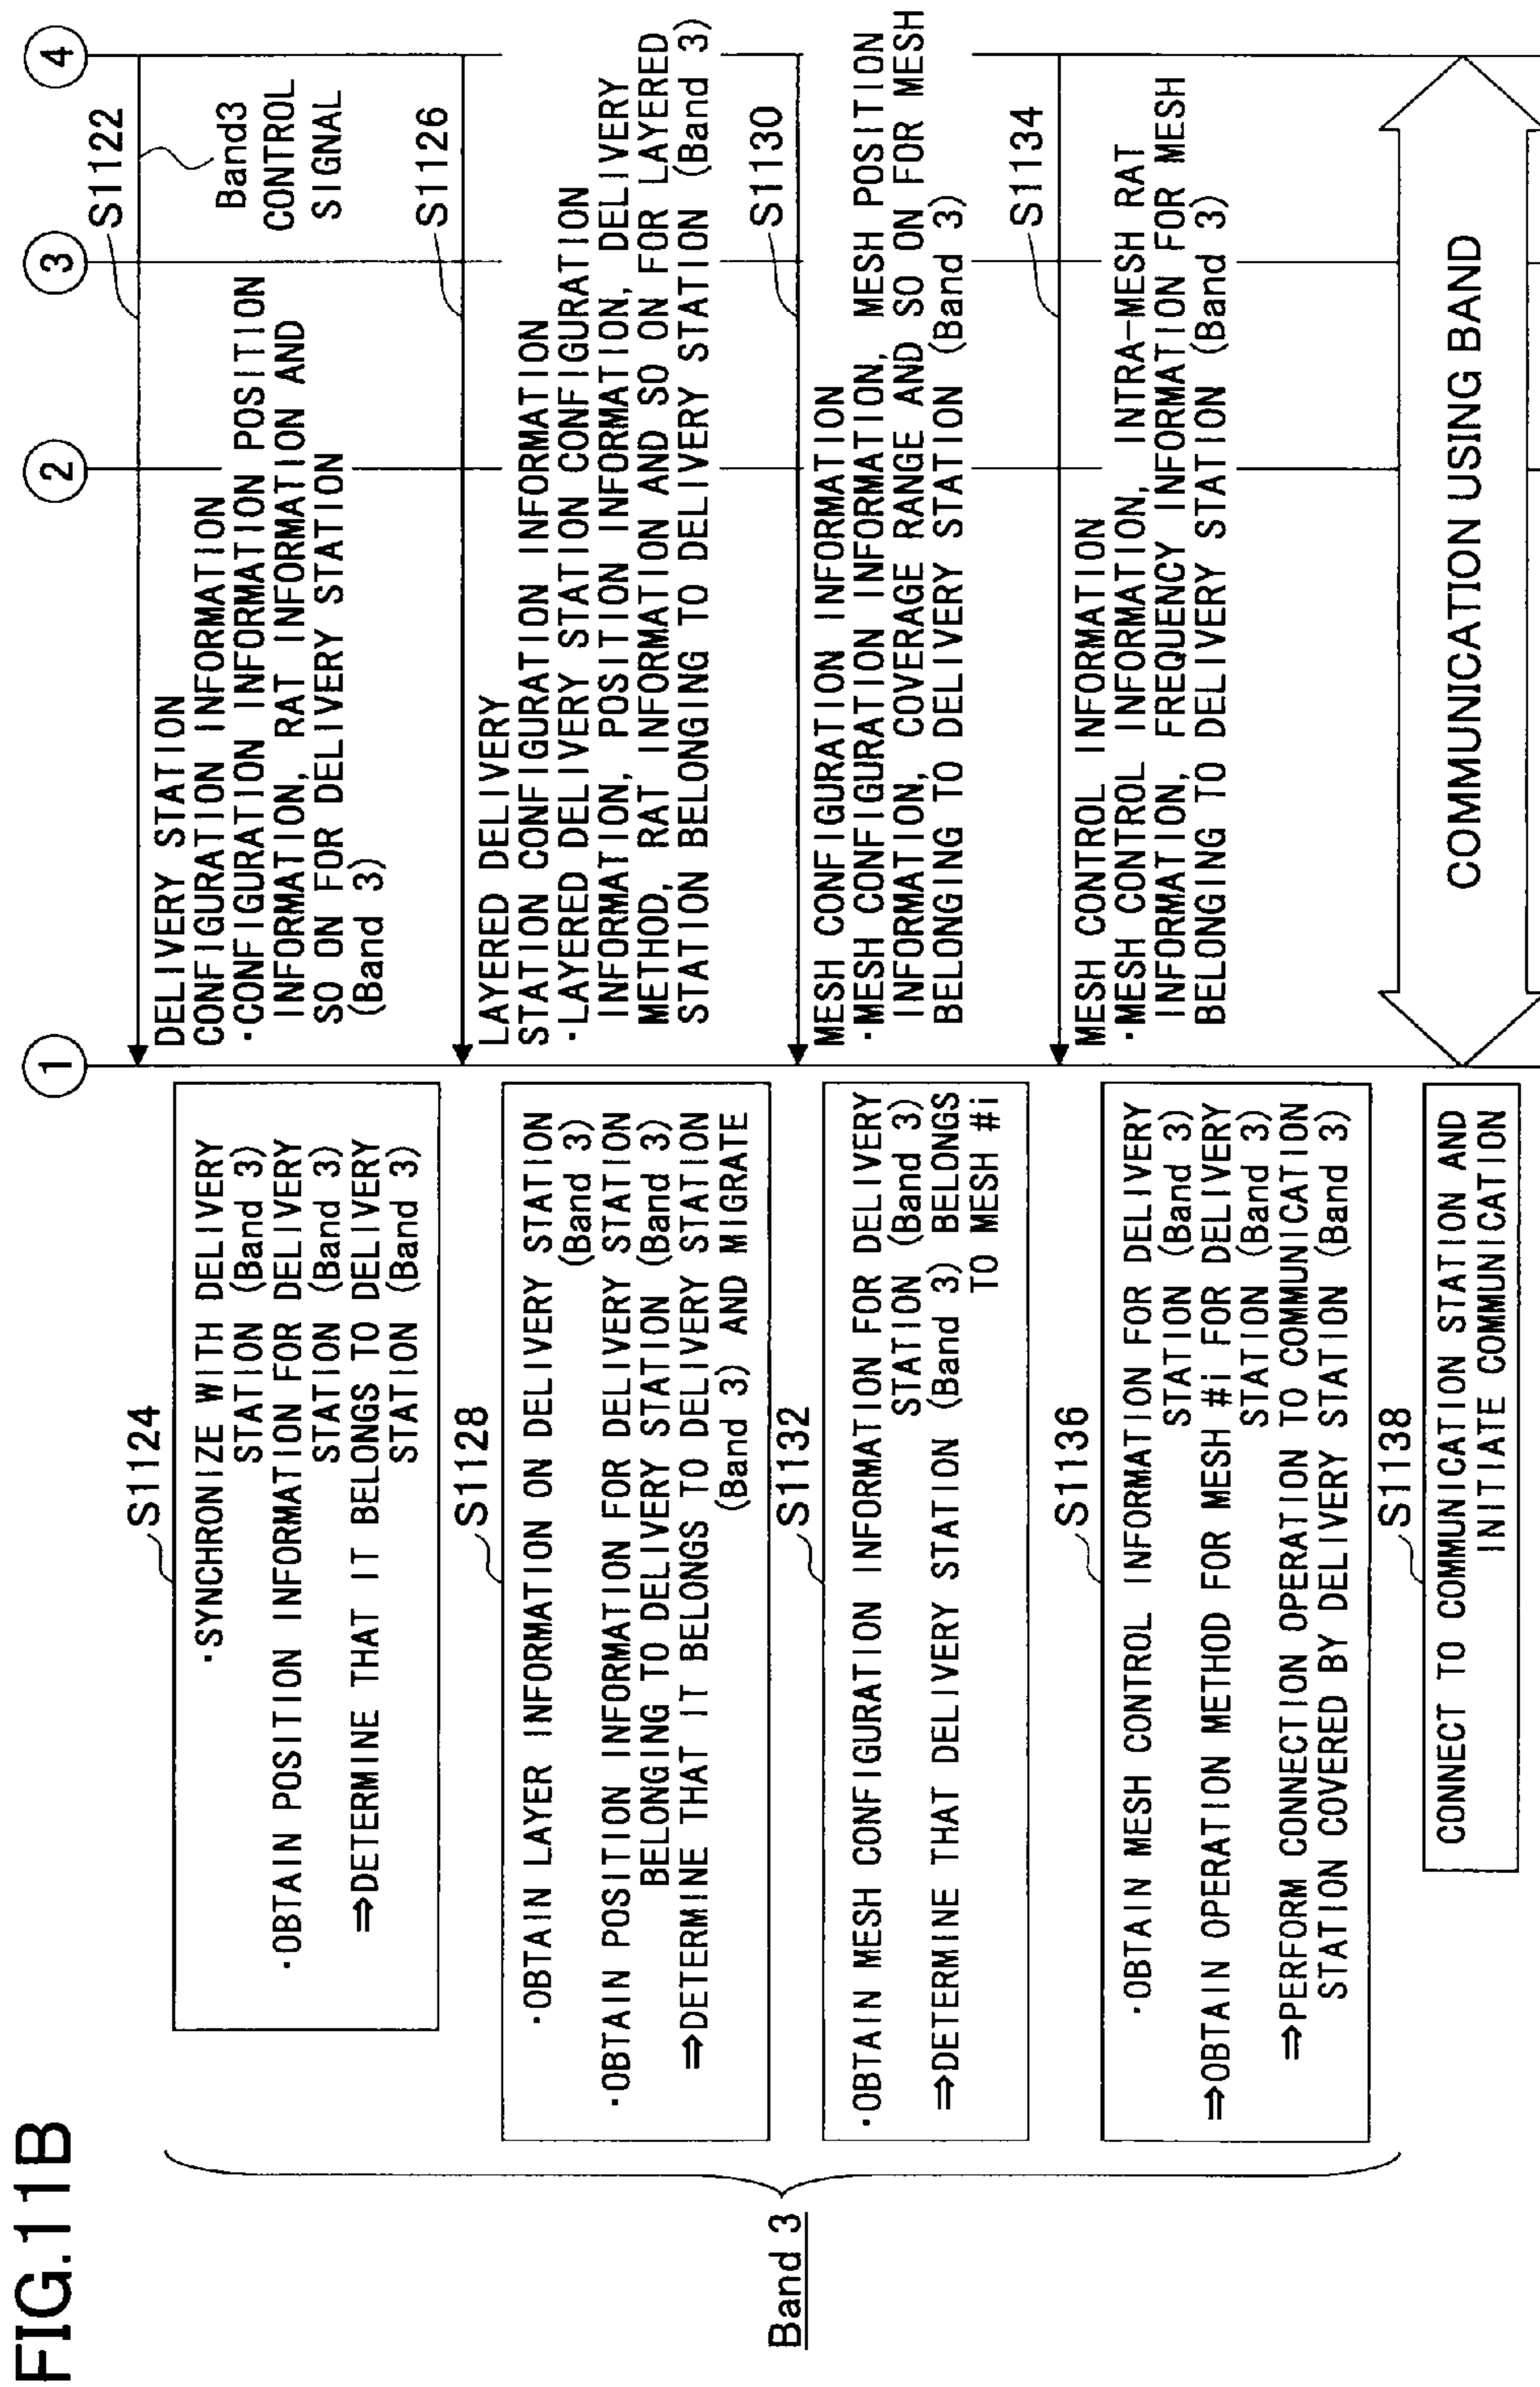 FIG.11B
1
2
3
4
S1122
Band3
CONTROL
SIGNAL
DELIVERY STATION
CONFIGURATION INFORMATION
·CONFIGURATION INFORMATION POSITION
INFORMATION, RAT INFORMATION AND
SO ON FOR DELIVERY STATION
(Band 3)
S1124
·SYNCHRONIZE WITH DELIVERY
STATION (Band 3)
·OBTAIN POSITION INFORMATION FOR DELIVERY
STATION (Band 3)
⇒DETERMINE THAT IT BELONGS TO DELIVERY
STATION (Band 3)
S1126
LAYERED DELIVERY
STATION CONFIGURATION INFORMATION
·LAYERED DELIVERY STATION CONFIGURATION
INFORMATION, POSITION INFORMATION, DELIVERY
METHOD, RAT INFORMATION AND SO ON FOR LAYERED
STATION BELONGING TO DELIVERY STATION (Band 3)
S1128
·OBTAIN LAYER INFORMATION ON DELIVERY STATION
(Band 3)
·OBTAIN POSITION INFORMATION FOR DELIVERY STATION
BELONGING TO DELIVERY STATION (Band 3)
⇒DETERMINE THAT IT BELONGS TO DELIVERY STATION
(Band 3) AND MIGRATE
S1130
MESH CONFIGURATION INFORMATION
·MESH CONFIGURATION INFORMATION, MESH POSITION
INFORMATION, COVERAGE RANGE AND SO ON FOR MESH
BELONGING TO DELIVERY STATION (Band 3)
S1132
·OBTAIN MESH CONFIGURATION INFORMATION FOR DELIVERY
STATION (Band 3)
⇒DETERMINE THAT DELIVERY STATION (Band 3) BELONGS
TO MESH #i
S1134
MESH CONTROL INFORMATION
·MESH CONTROL INFORMATION, INTRA-MESH RAT
INFORMATION, FREQUENCY INFORMATION FOR MESH
BELONGING TO DELIVERY STATION (Band 3)
S1136
·OBTAIN MESH CONTROL INFORMATION FOR DELIVERY
STATION (Band 3)
⇒OBTAIN OPERATION METHOD FOR MESH #i FOR DELIVERY
STATION (Band 3)
⇒PERFORM CONNECTION OPERATION TO COMMUNICATION
STATION COVERED BY DELIVERY STATION (Band 3)
S1138
CONNECT TO COMMUNICATION STATION AND
INITIATE COMMUNICATION
COMMUNICATION USING BAND
Band 3